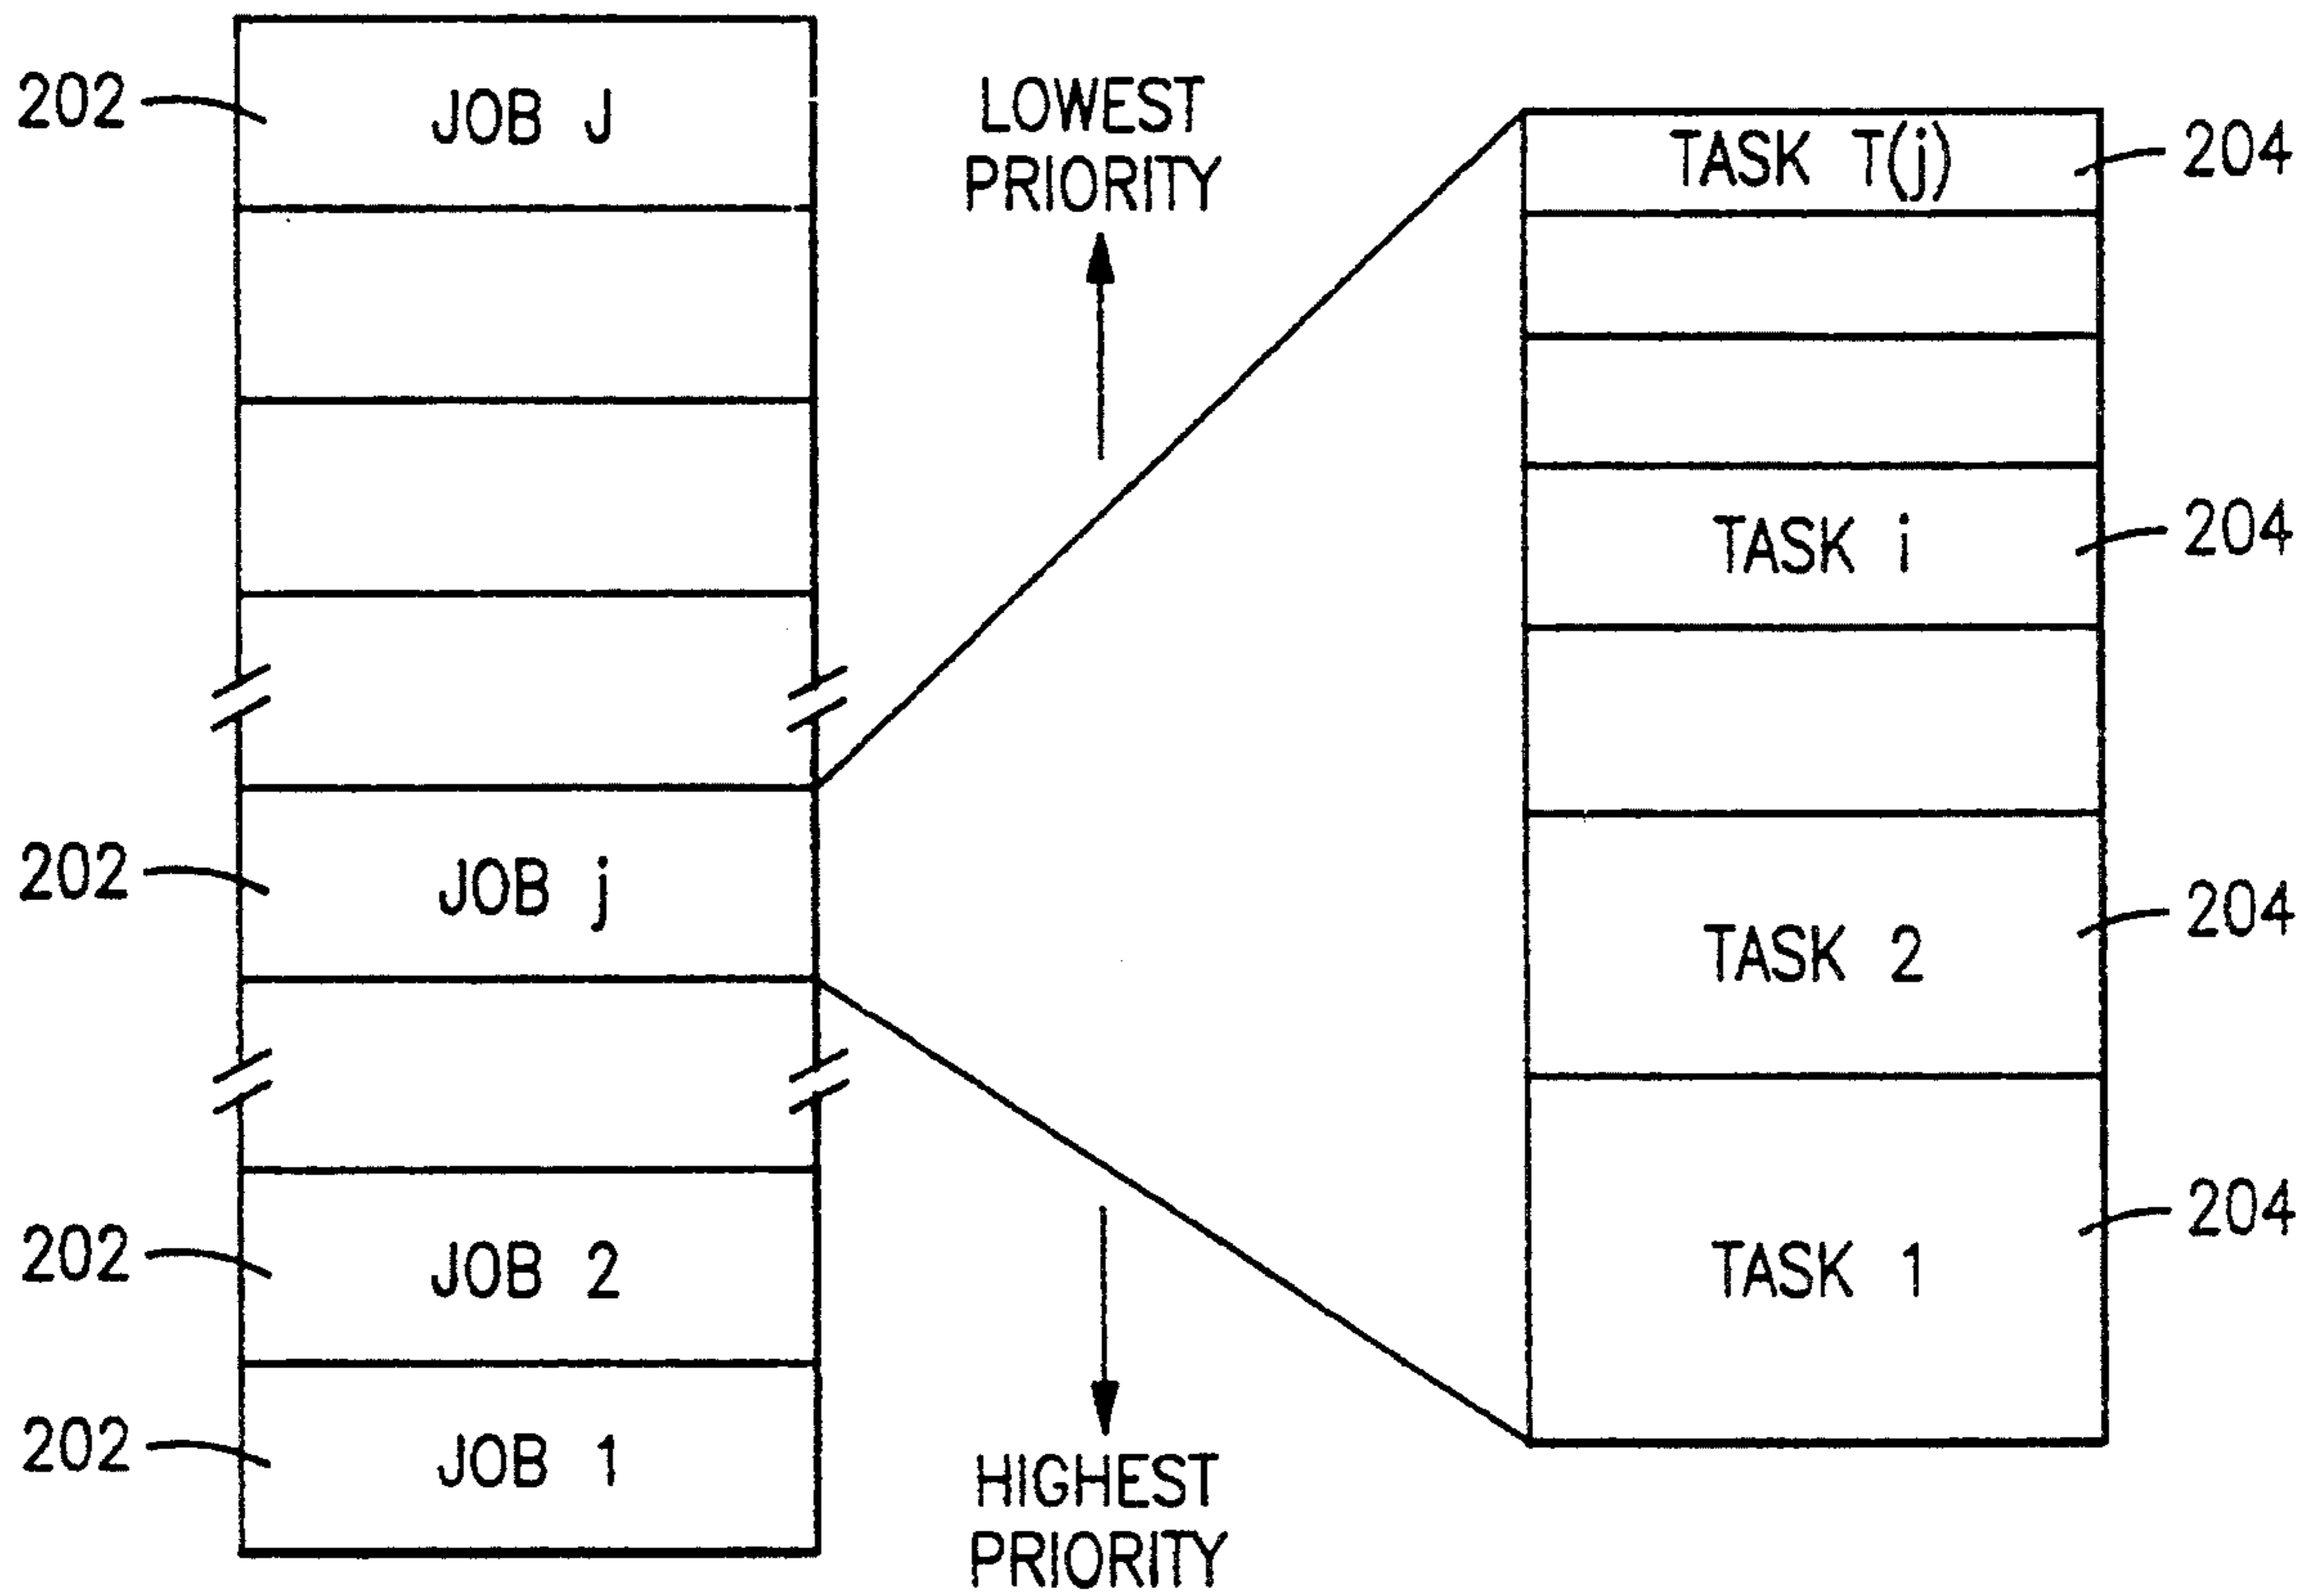 202
JOB J
LOWEST
PRIORITY
TASK T(j)
204
TASK i
204
202
JOB j
TASK 2
204
202
JOB 2
TASK 1
204
202
JOB 1
HIGHEST
PRIORITY